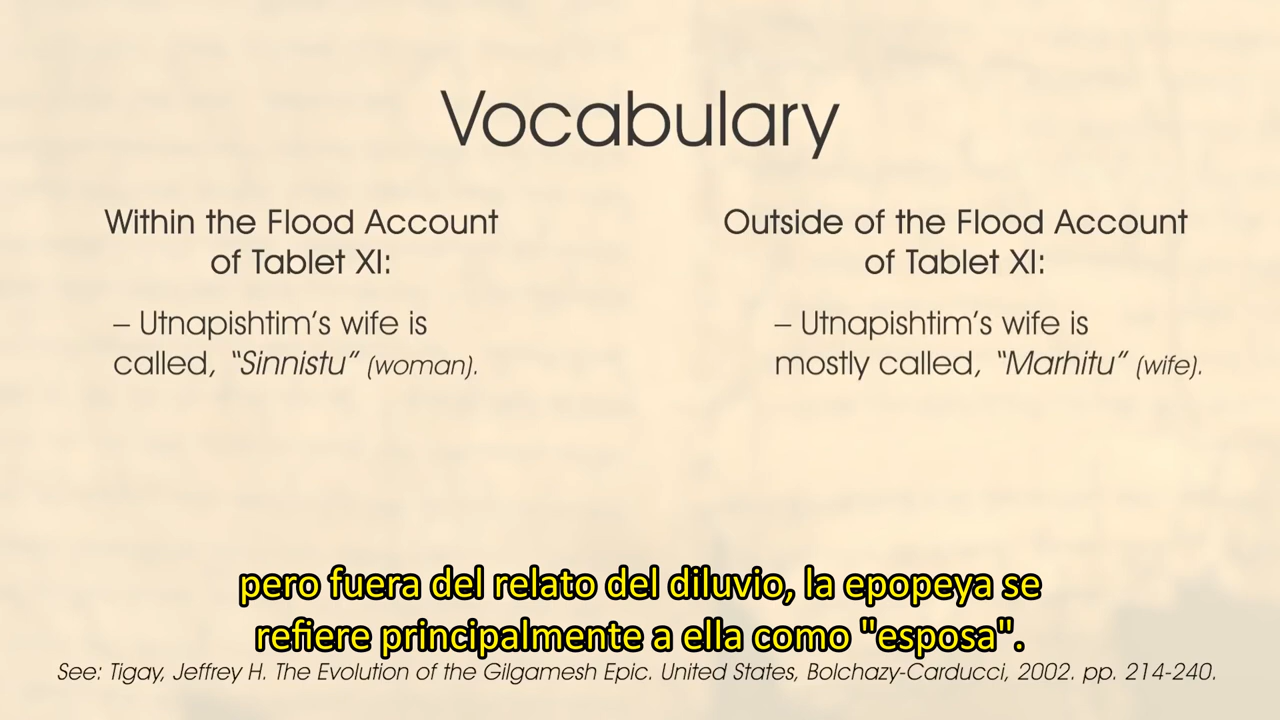 Vocabulary
Within the Flood Account
of Tablet XI:
– Utnapishtim’s wife is
called, “Sinnistu” (woman).
Outside of the Flood Account
of Tablet XI:
– Utnapishtim’s wife is
mostly called, “Marhitu” (wife).
pero fuera del relato del diluvio, la epopeya se
refiere principalmente a ella como "esposa".
See: Tigay, Jeffrey H. The Evolution of the Gilgamesh Epic. United States, Bolchazy-Carducci, 2002. pp. 214-240.